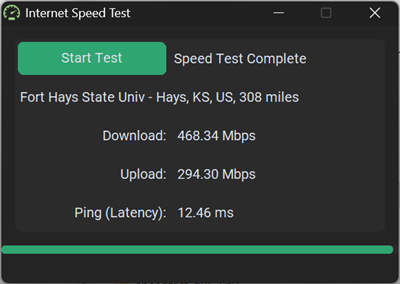 Internet Speed Test
Start Test Speed Test Complete
Fort Hays State Univ - Hays, KS, US, 308 miles
Download: 468.34 Mbps
Upload: 294.30 Mbps
Ping (Latency): 12.46 ms